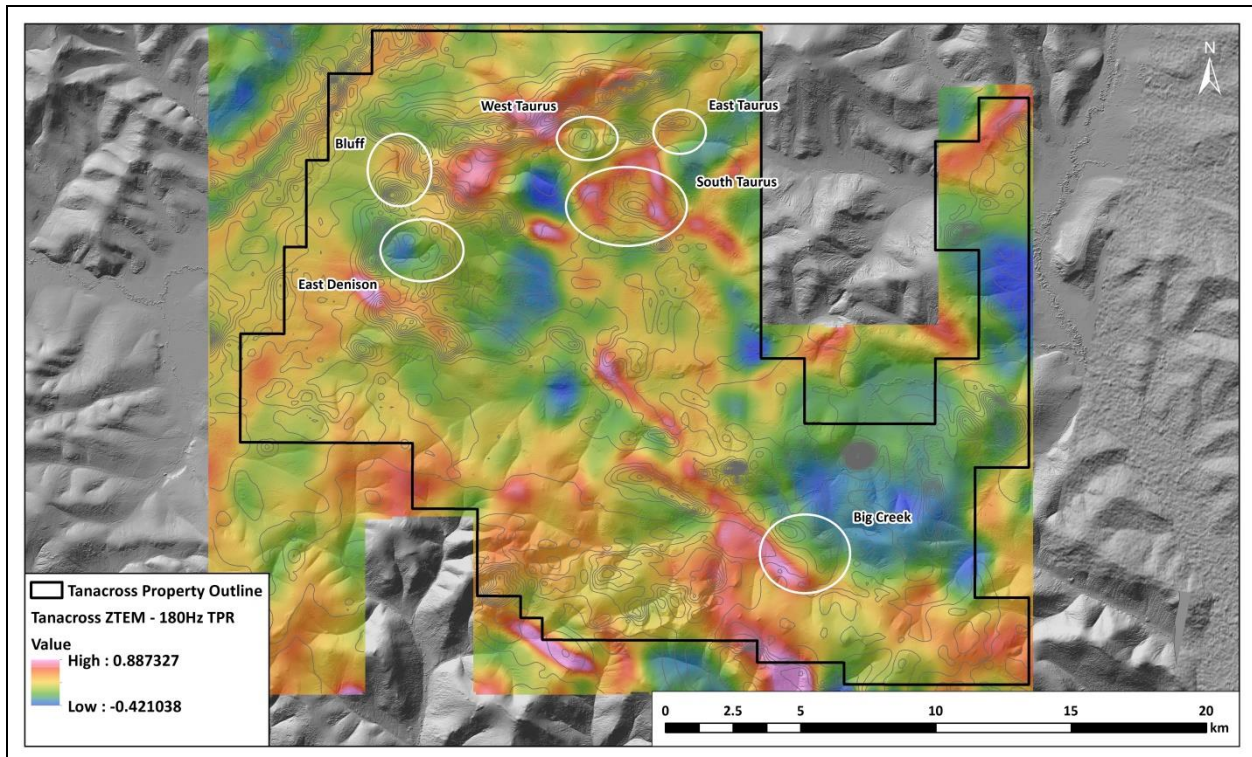 N
West Taurus
East Taurus
Bluff
South Taurus
East Denison
Big Creek
Tanacross Property Outline
Tanacross ZTEM - 180Hz TPR
Value
High : 0.887327
Low : -0.421038
0 2.5 5 10 15 20
km